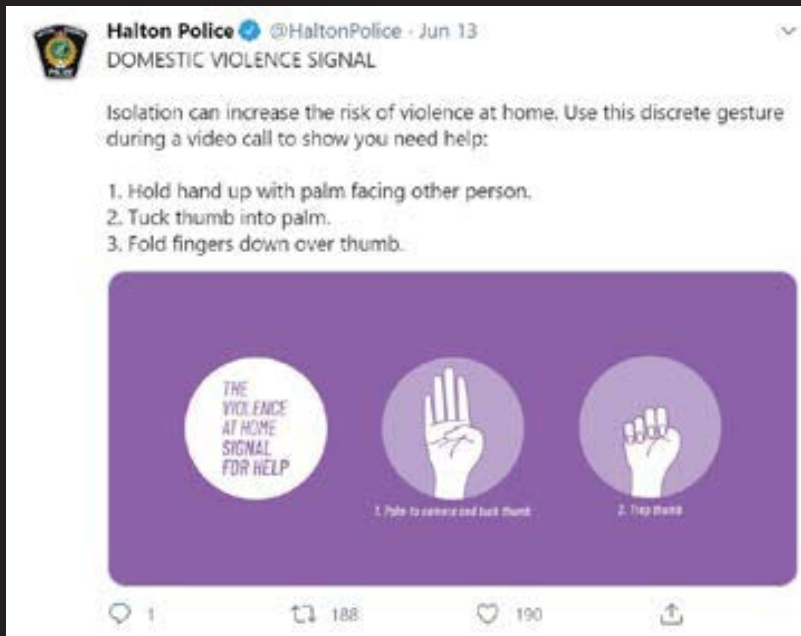 Halton Police @HaltonPolice · Jun 13
DOMESTIC VIOLENCE SIGNAL
Isolation can increase the risk of violence at home. Use this discrete gesture
during a video call to show you need help:
1. Hold hand up with palm facing other person.
2. Tuck thumb into palm.
3. Fold fingers down over thumb.
THE
VIOLENCE
AT HOME
SIGNAL
FOR HELP
1. Palm to camera and tuck thumb
2. Trap thumb
1 188 190